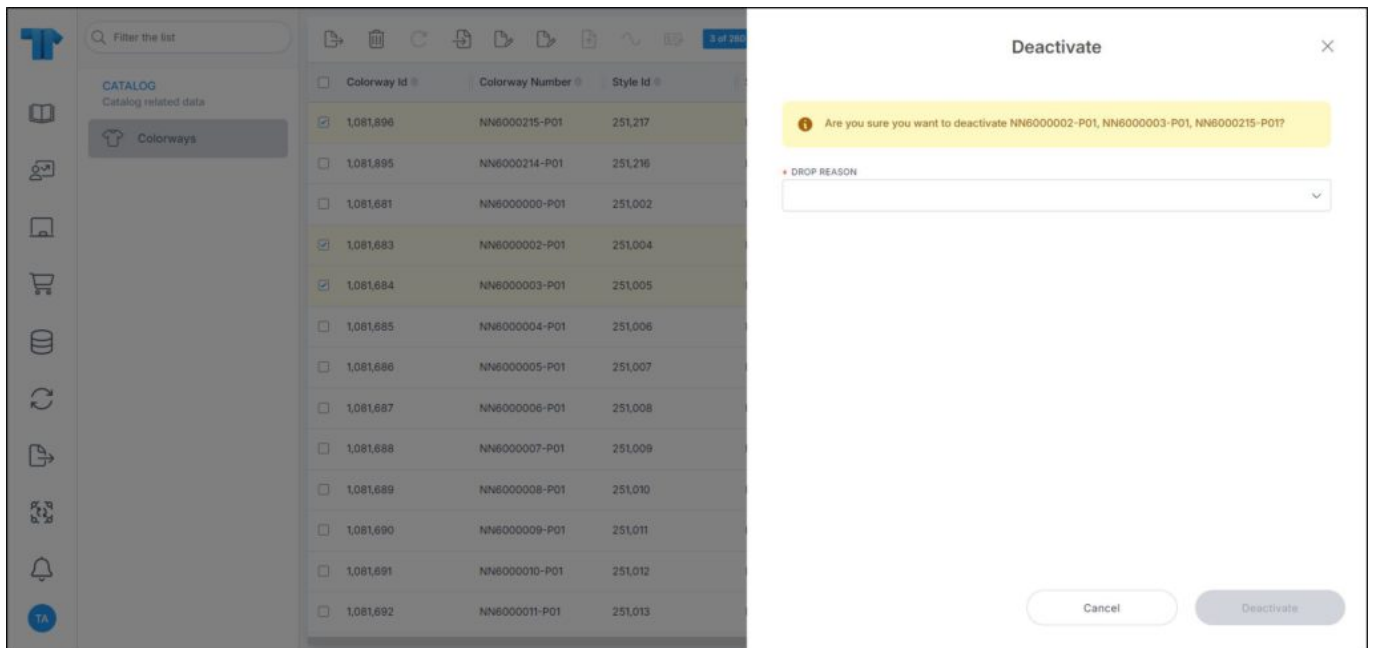 Filter the list
CATALOG
Catalog related data
Colorways
3 of 260
Colorway Id Colorway Number Style Id
1,081,896 NN6000215-P01 251,217
1,081,895 NN6000214-P01 251,216
1,081,681 NN6000000-P01 251,002
1,081,683 NN6000002-P01 251,004
1,081,684 NN6000003-P01 251,005
1,081,685 NN6000004-P01 251,006
1,081,686 NN6000005-P01 251,007
1,081,687 NN6000006-P01 251,008
1,081,688 NN6000007-P01 251,009
1,081,689 NN6000008-P01 251,010
1,081,690 NN6000009-P01 251,011
1,081,691 NN6000010-P01 251,012
1,081,692 NN6000011-P01 251,013
TA
Deactivate
Are you sure you want to deactivate NN6000002-P01, NN6000003-P01, NN6000215-P01?
* DROP REASON
Cancel Deactivate